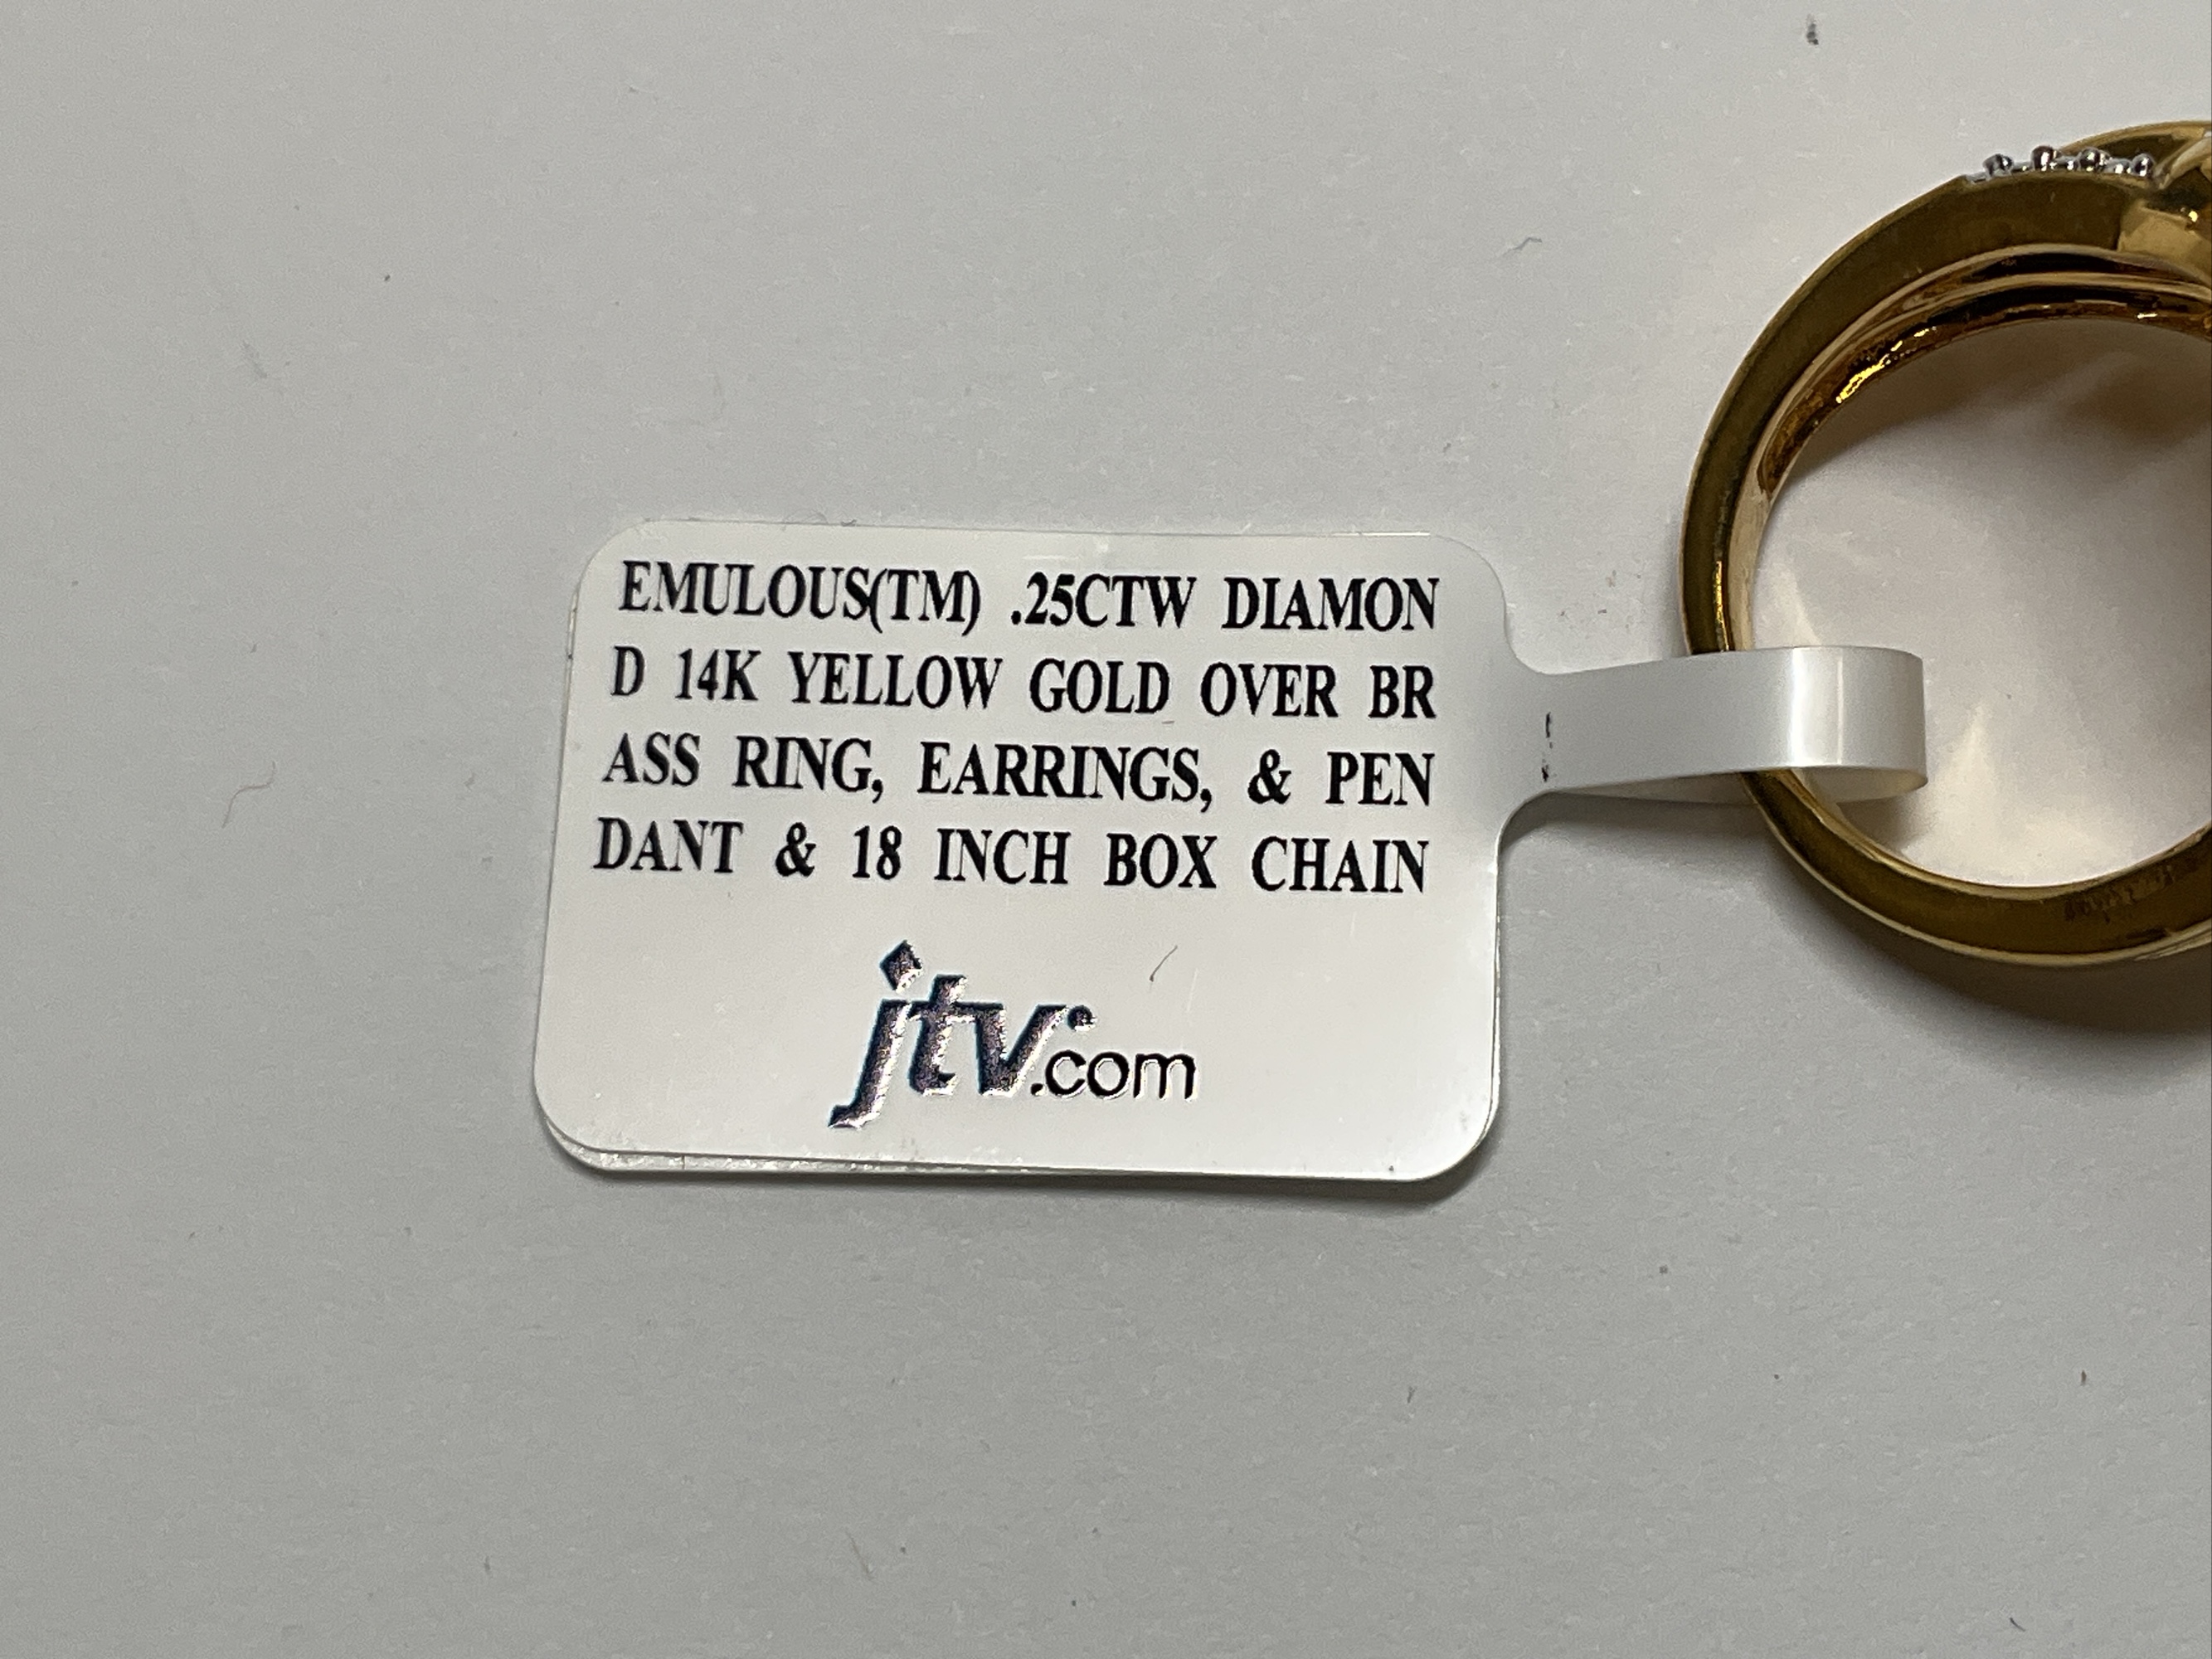 EMULOUS(TM) .25CTW DIAMON
D 14K YELLOW GOLD OVER BR
ASS RING, EARRINGS, & PEN
DANT & 18 INCH BOX CHAIN
jtv.com